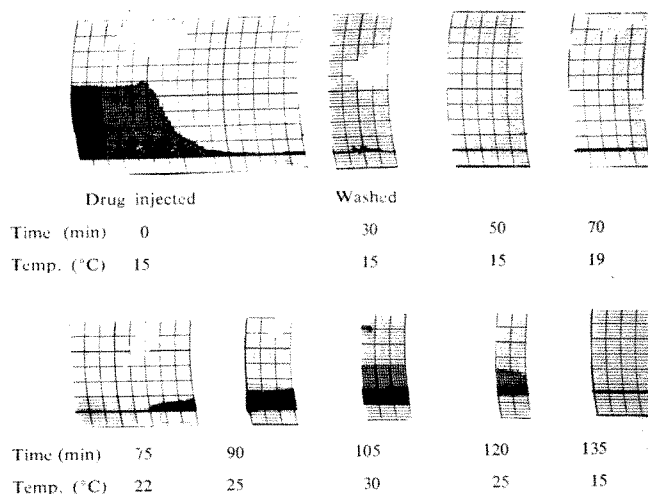 Drug injected Washed
Time (min) 0 30 50 70
Temp. (°C) 15 15 15 19
Time (min) 75 90 105 120 135
Temp. (°C) 22 25 30 25 15